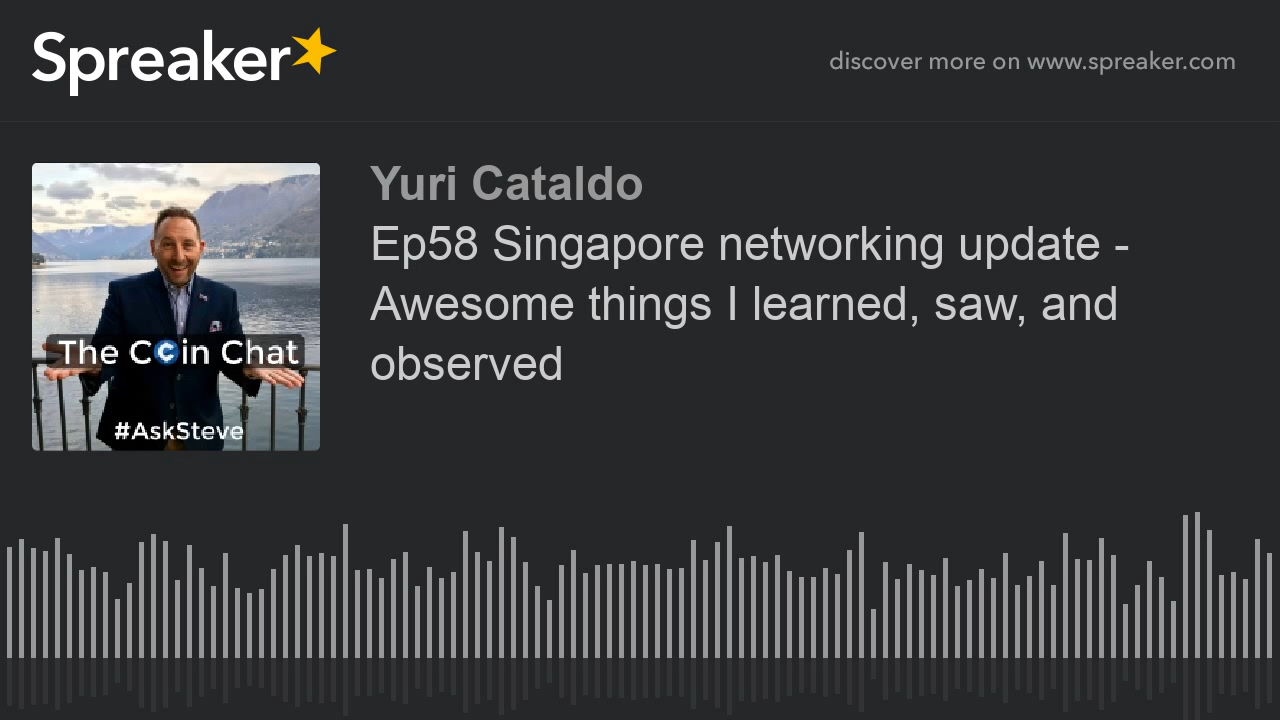 Spreaker
discover more on www.spreaker.com
Yuri Cataldo
Ep58 Singapore networking update -
Awesome things I learned, saw, and
observed
The Coin Chat
#AskSteve